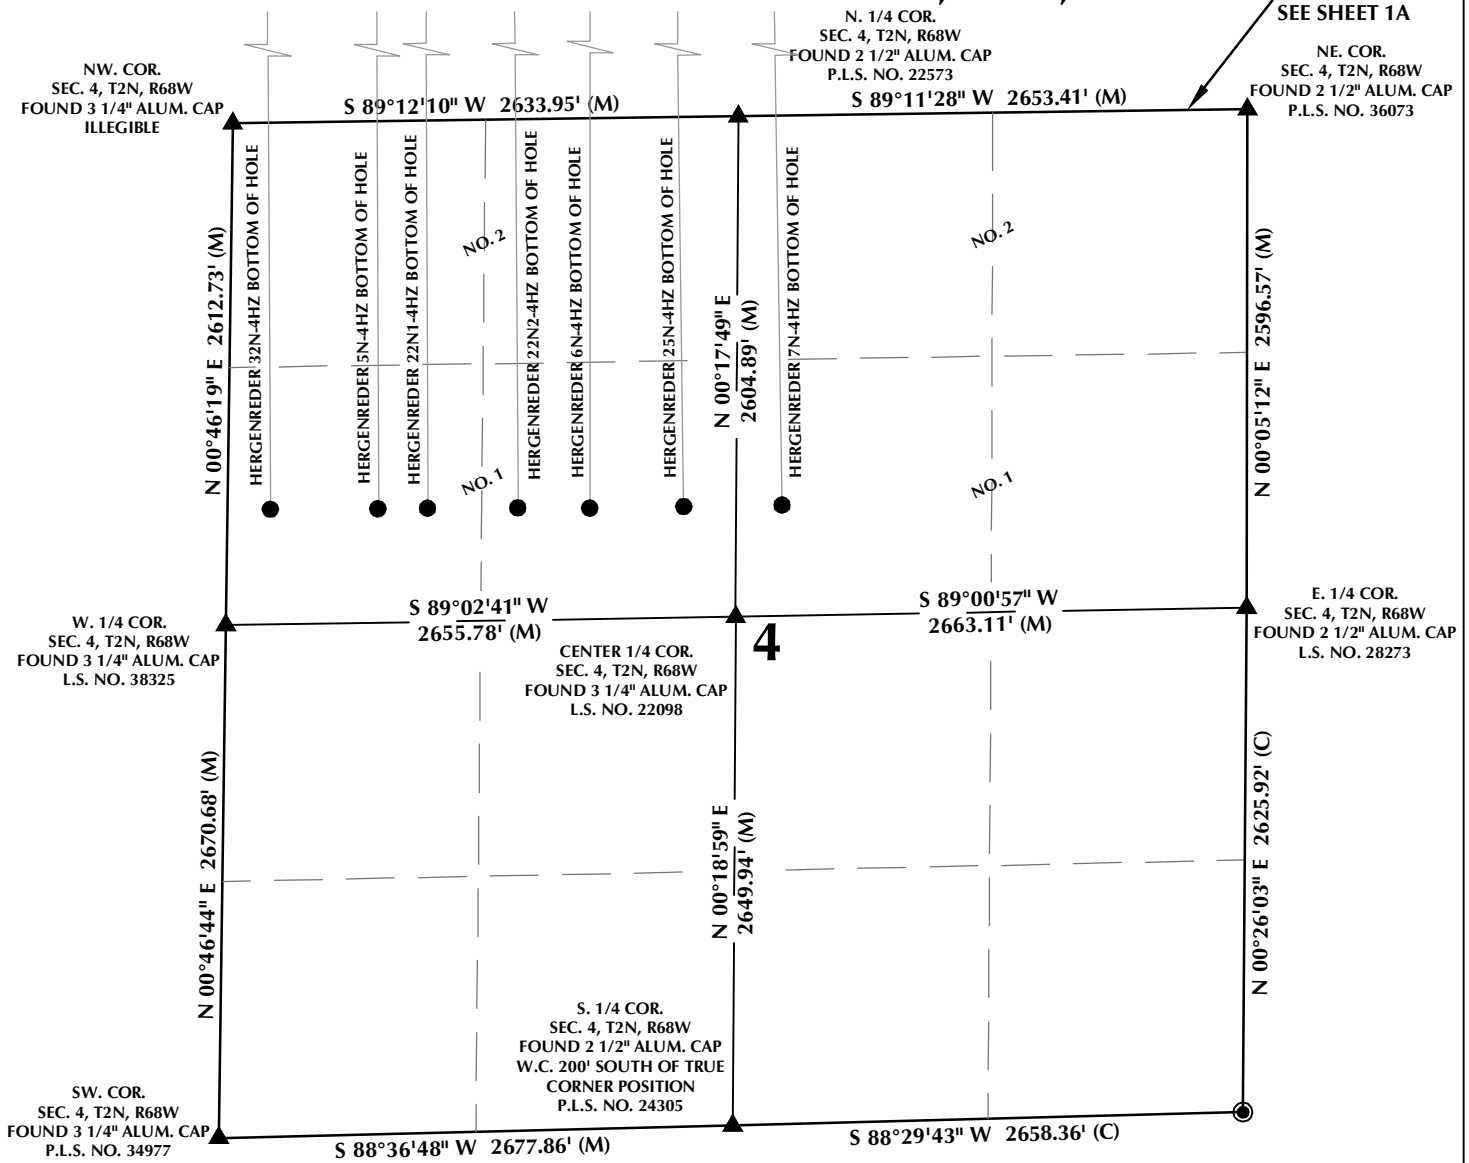 N. 1/4 COR.
SEC. 4, T2N, R68W
FOUND 2 1/2" ALUM. CAP
P.L.S. NO. 22573
SEE SHEET 1A
NE. COR.
SEC. 4, T2N, R68W
FOUND 2 1/2" ALUM. CAP
P.L.S. NO. 36073
NW. COR.
SEC. 4, T2N, R68W
FOUND 3 1/4" ALUM. CAP
ILLEGIBLE
S 89°12'10" W 2633.95' (M)
S 89°11'28" W 2653.41' (M)
N 00°46'19" E 2612.73' (M)
HERGENREDER 32N-4HZ BOTTOM OF HOLE
HERGENREDER 5N-4HZ BOTTOM OF HOLE
HERGENREDER 22N1-4HZ BOTTOM OF HOLE
NO. 2
NO. 1
HERGENREDER 22N2-4HZ BOTTOM OF HOLE
HERGENREDER 6N-4HZ BOTTOM OF HOLE
HERGENREDER 25N-4HZ BOTTOM OF HOLE
N 00°17'49" E
2604.89' (M)
HERGENREDER 7N-4HZ BOTTOM OF HOLE
NO. 2
NO. 1
N 00°05'12" E 2596.57' (M)
W. 1/4 COR.
SEC. 4, T2N, R68W
FOUND 3 1/4" ALUM. CAP
L.S. NO. 38325
S 89°02'41" W
2655.78' (M)
CENTER 1/4 COR.
SEC. 4, T2N, R68W
FOUND 3 1/4" ALUM. CAP
L.S. NO. 22098
4
S 89°00'57" W
2663.11' (M)
E. 1/4 COR.
SEC. 4, T2N, R68W
FOUND 2 1/2" ALUM. CAP
L.S. NO. 28273
N 00°46'44" E 2670.68' (M)
N 00°18'59" E
2649.94' (M)
N 00°26'03" E 2625.92' (C)
S. 1/4 COR.
SEC. 4, T2N, R68W
FOUND 2 1/2" ALUM. CAP
W.C. 200' SOUTH OF TRUE
CORNER POSITION
P.L.S. NO. 24305
SW. COR.
SEC. 4, T2N, R68W
FOUND 3 1/4" ALUM. CAP
P.L.S. NO. 34977
S 88°36'48" W 2677.86' (M)
S 88°29'43" W 2658.36' (C)